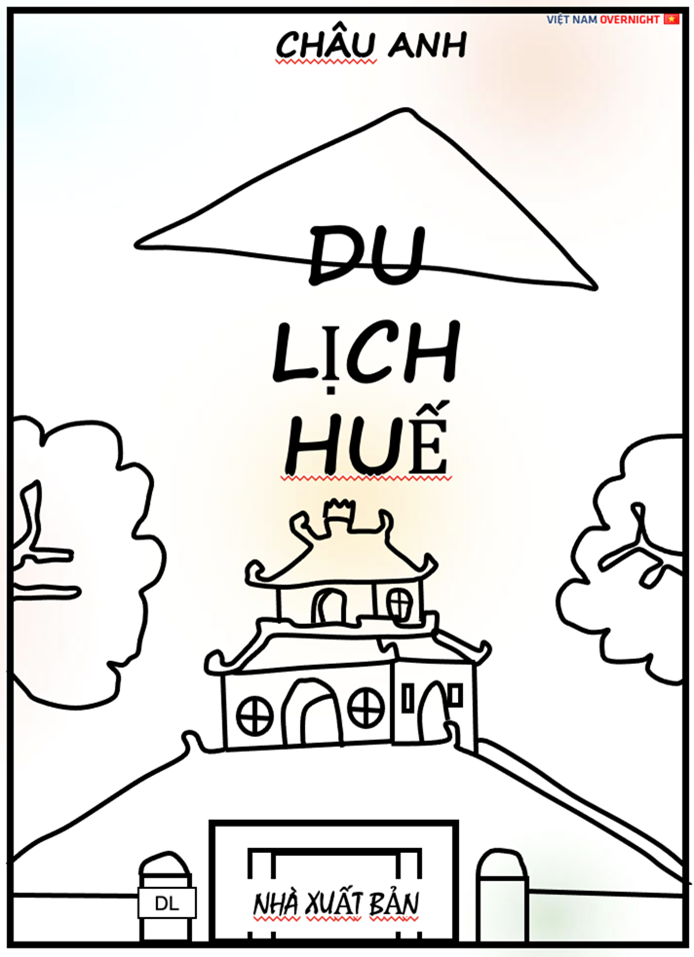 VIỆT NAM OVERNIGHT
CHÂU ANH
DU
LỊCH
HUẾ
DL
NHÀ XUẤT BẢN